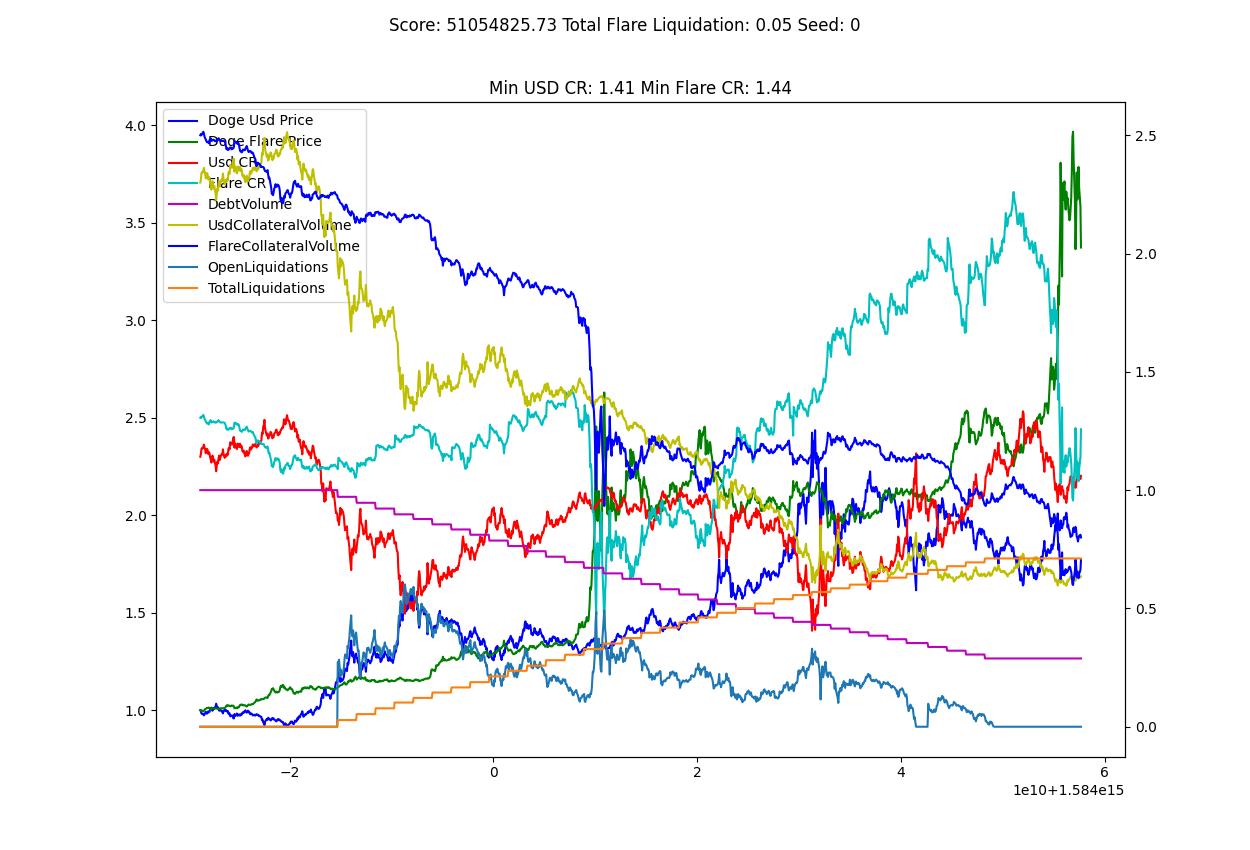 Score: 51054825.73 Total Flare Liquidation: 0.05 Seed: 0
Min USD CR: 1.41 Min Flare CR: 1.44
Doge Usd Price
Doge Flare Price
Usd CR
Flare CR
DebtVolume
UsdCollateralVolume
FlareCollateralVolume
OpenLiquidations
TotalLiquidations
4.0
3.5
3.0
2.5
2.0
1.5
1.0
2.5
2.0
1.5
1.0
0.5
0.0
−2
0
2
4
6
1e10+1.584e15